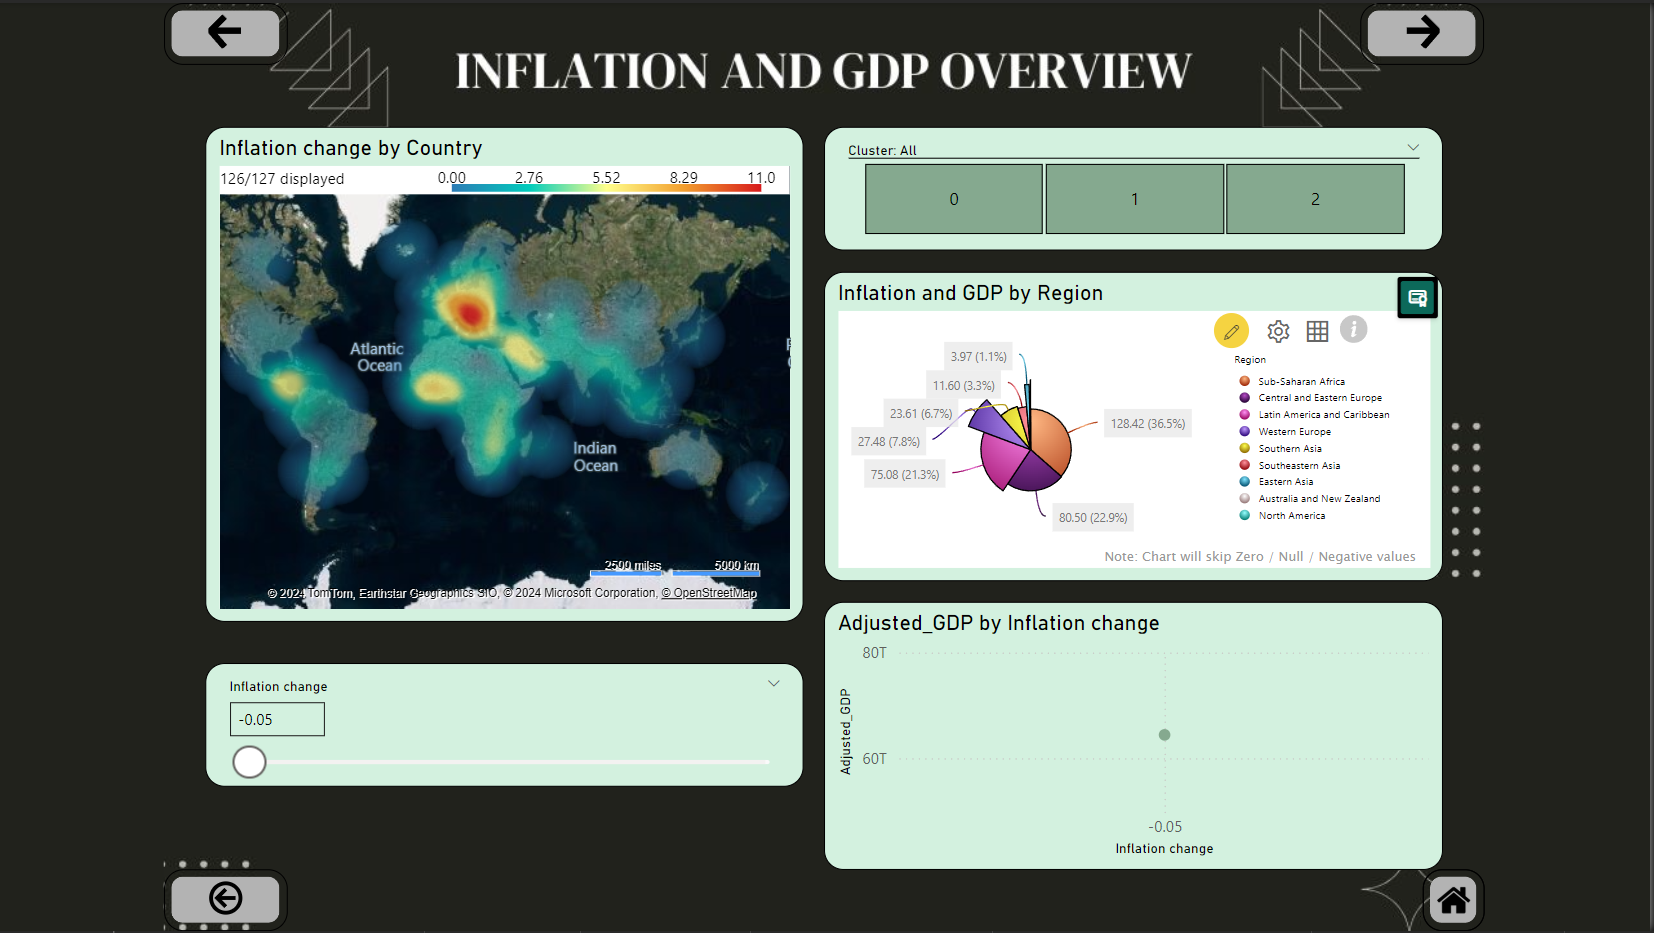 INFLATION AND GDP OVERVIEW
Inflation change by Country
126/127 displayed
0.00 2.76 5.52 8.29 11.0
Atlantic
Ocean
Indian
Ocean
2500 miles 5000 km
© 2024 TomTom, Earthstar Geographics SIO, © 2024 Microsoft Corporation, © OpenStreetMap
Inflation change
-0.05
Cluster: All
0 1 2
Inflation and GDP by Region
3.97 (1.1%)
11.60 (3.3%)
23.61 (6.7%)
27.48 (7.8%)
75.08 (21.3%)
128.42 (36.5%)
80.50 (22.9%)
Region
Sub-Saharan Africa
Central and Eastern Europe
Latin America and Caribbean
Western Europe
Southern Asia
Southeastern Asia
Eastern Asia
Australia and New Zealand
North America
Note: Chart will skip Zero / Null / Negative values
Adjusted_GDP by Inflation change
80T
Adjusted_GDP
60T
-0.05
Inflation change